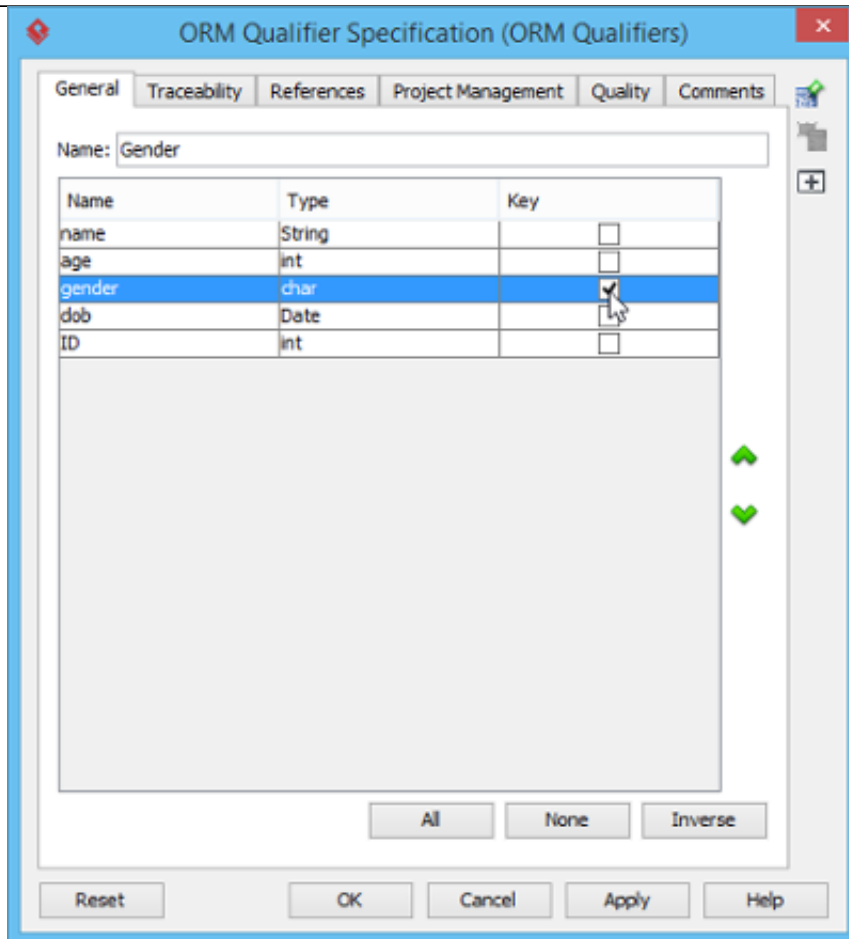 ORM Qualifier Specification (ORM Qualifiers)
General Traceability References Project Management Quality Comments
Name: Gender
Name Type Key
name String
age int
gender char
dob Date
ID int
All None Inverse
Reset OK Cancel Apply Help